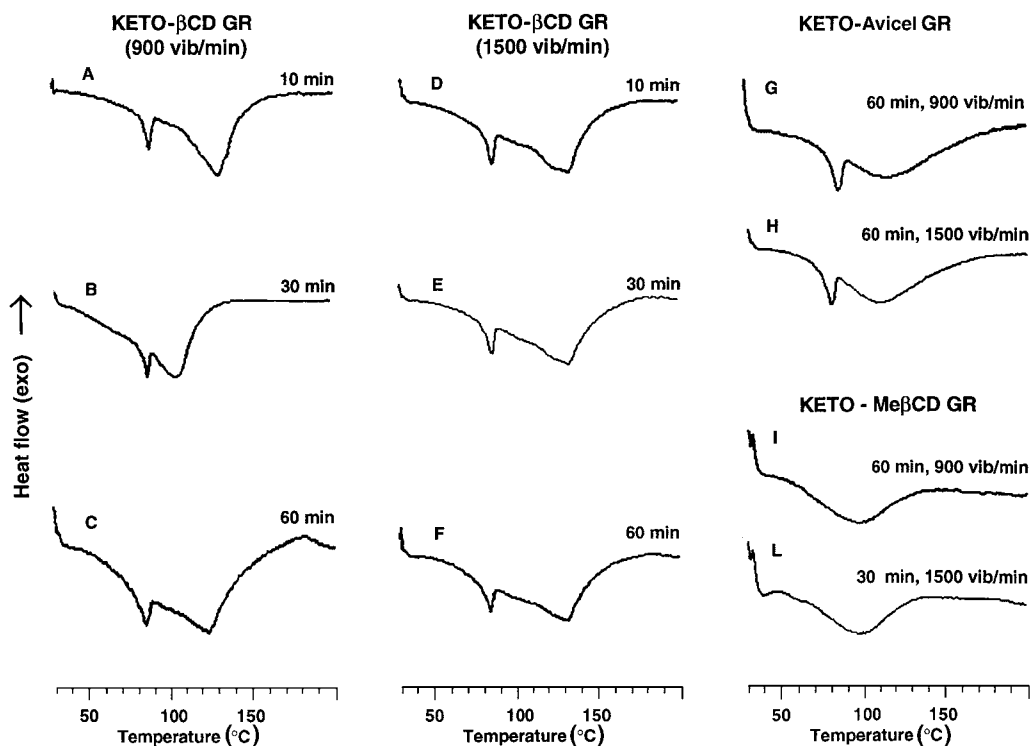 KETO-βCD GR
(900 vib/min)
A
10 min
B
30 min
C
60 min
50
100
150
Temperature (°C)
KETO-βCD GR
(1500 vib/min)
D
10 min
E
30 min
F
60 min
50
100
150
Temperature (°C)
KETO-Avicel GR
G
60 min, 900 vib/min
H
60 min, 1500 vib/min
KETO - MeβCD GR
I
60 min, 900 vib/min
L
30 min, 1500 vib/min
50
100
150
Temperature (°C)
Heat flow (exo)